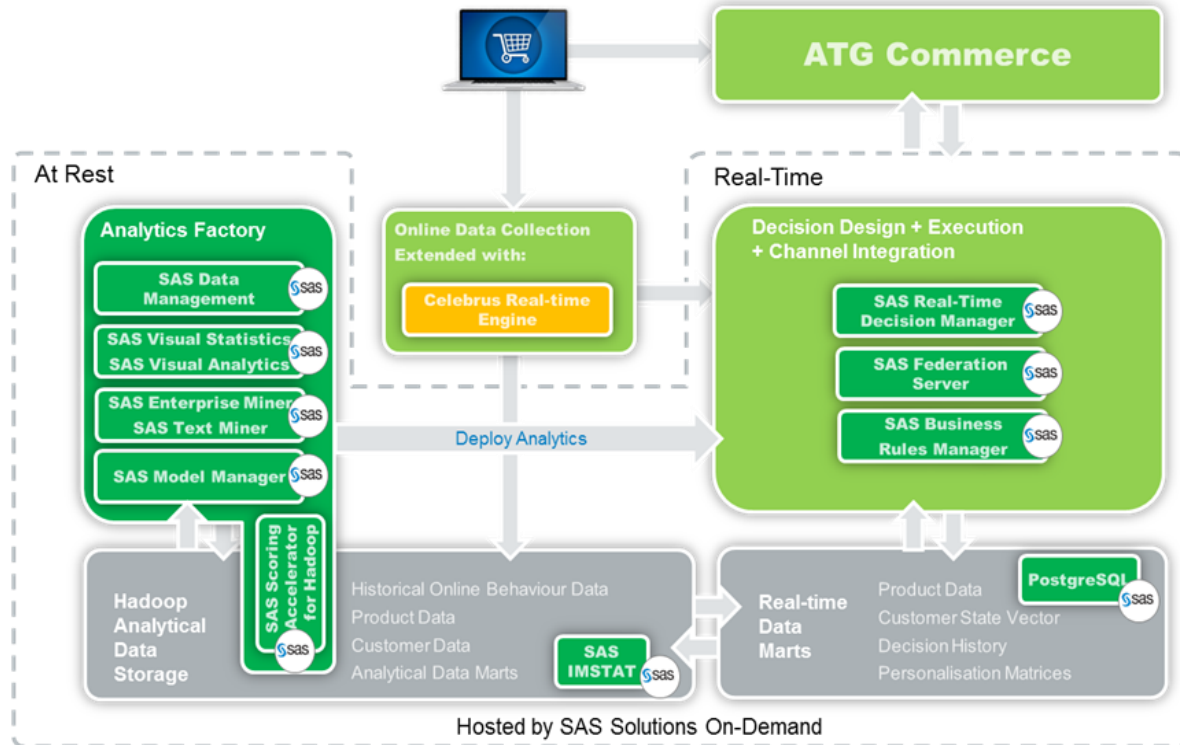 ATG Commerce
At Rest
Real-Time
Analytics Factory
SAS Data
Management
sas
SAS Visual Statistics
SAS Visual Analytics
sas
SAS Enterprise Miner
SAS Text Miner
sas
SAS Model Manager
sas
SAS Scoring
Accelerator
for Hadoop
sas
Online Data Collection
Extended with:
Celebrus Real-time
Engine
Decision Design + Execution
+ Channel Integration
SAS Real-Time
Decision Manager
sas
SAS Federation
Server
sas
SAS Business
Rules Manager
sas
Deploy Analytics
Hadoop
Analytical
Data
Storage
Historical Online Behaviour Data
Product Data
Customer Data
Analytical Data Marts
SAS
IMSTAT
sas
Real-time
Data
Marts
Product Data
Customer State Vector
Decision History
Personalisation Matrices
PostgreSQL
sas
Hosted by SAS Solutions On-Demand